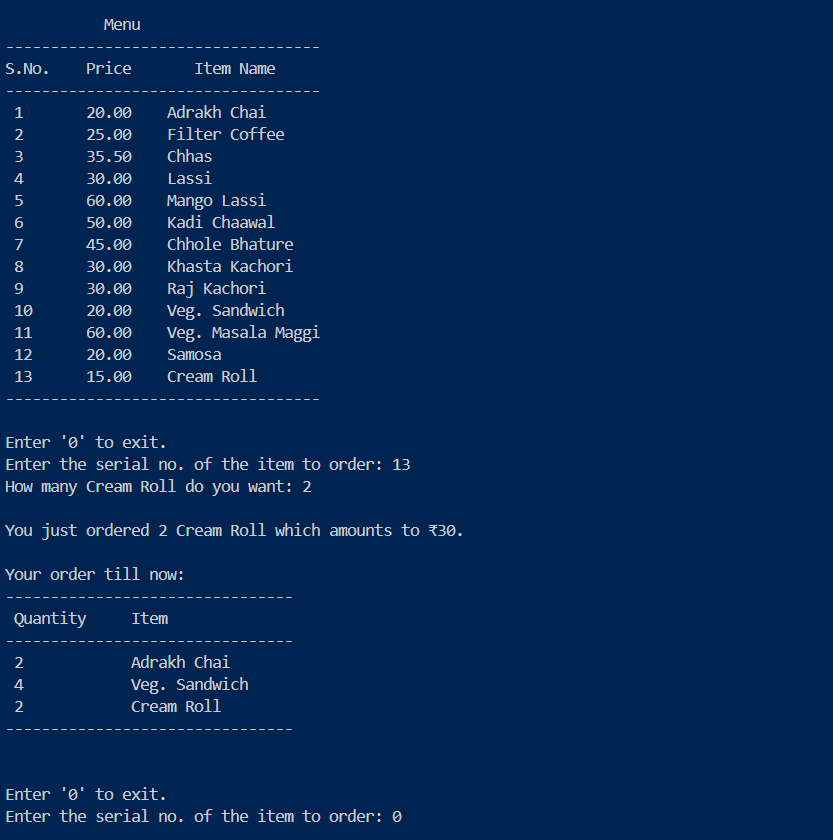 Menu
-----------------------------------
S.No.    Price       Item Name
-----------------------------------
 1       20.00    Adrakh Chai
 2       25.00    Filter Coffee
 3       35.50    Chhas
 4       30.00    Lassi
 5       60.00    Mango Lassi
 6       50.00    Kadi Chaawal
 7       45.00    Chhole Bhature
 8       30.00    Khasta Kachori
 9       30.00    Raj Kachori
 10      20.00    Veg. Sandwich
 11      60.00    Veg. Masala Maggi
 12      20.00    Samosa
 13      15.00    Cream Roll
-----------------------------------
Enter '0' to exit.
Enter the serial no. of the item to order: 13
How many Cream Roll do you want: 2
You just ordered 2 Cream Roll which amounts to ₹30.
Your order till now:
--------------------------------
 Quantity     Item
--------------------------------
 2            Adrakh Chai
 4            Veg. Sandwich
 2            Cream Roll
--------------------------------
Enter '0' to exit.
Enter the serial no. of the item to order: 0